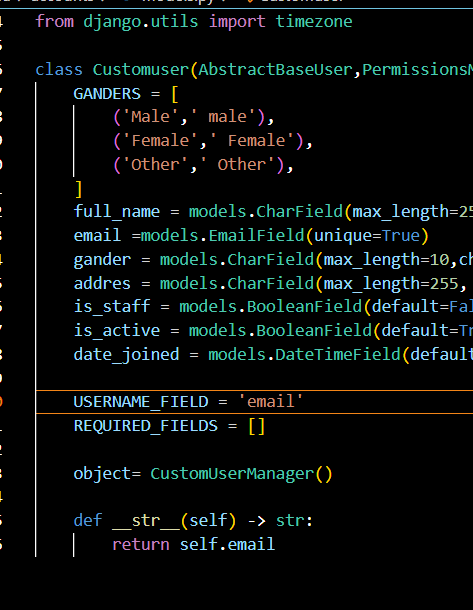 from django.utils import timezone
class Customuser(AbstractBaseUser,PermissionsM
GANDERS = [
('Male',' male'),
('Female',' Female'),
('Other',' Other'),
]
full_name = models.CharField(max_length=25
email =models.EmailField(unique=True)
gander = models.CharField(max_length=10,ch
addres = models.CharField(max_length=255,
is_staff = models.BooleanField(default=Fal
is_active = models.BooleanField(default=Tr
date_joined = models.DateTimeField(default
USERNAME_FIELD = 'email'
REQUIRED_FIELDS = []
object= CustomUserManager()
def __str__(self) -> str:
return self.email